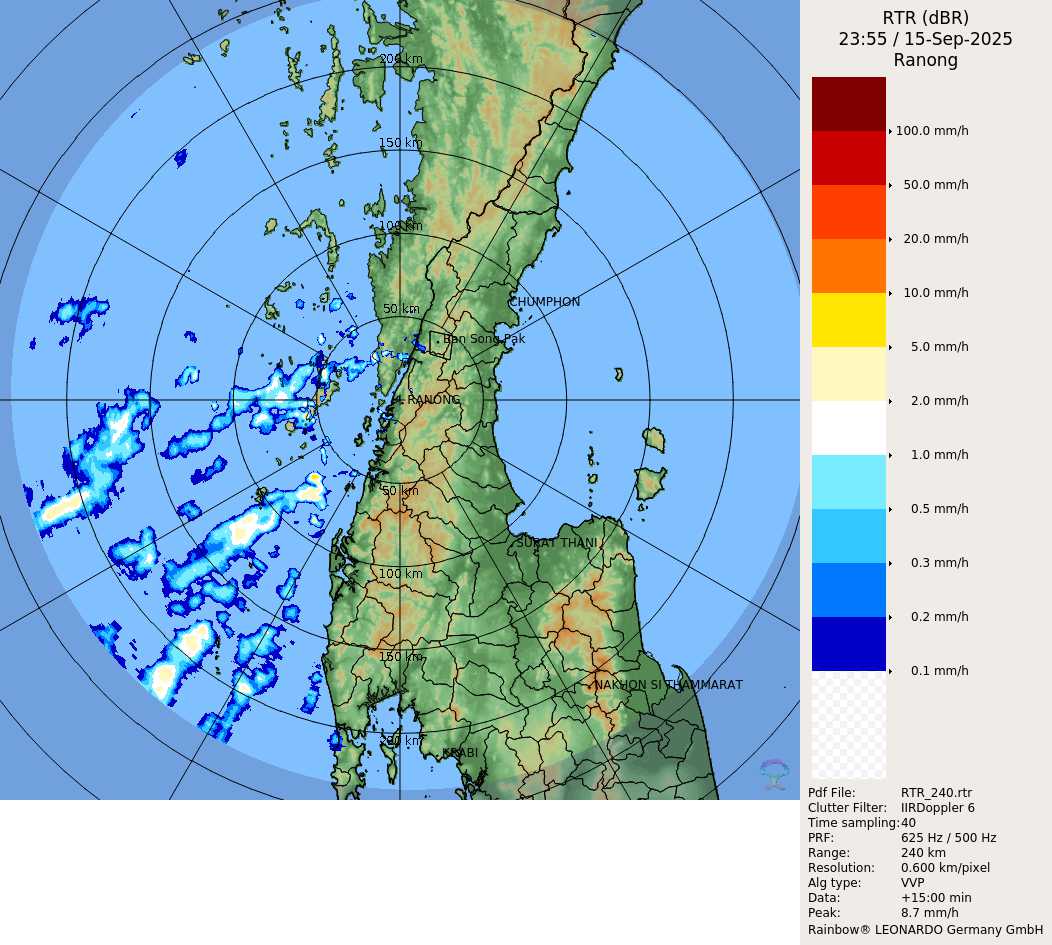 RTR (dBR)
23:55 / 15-Sep-2025
Ranong
200 km
150 km
100 km
50 km
CHUMPHON
Ban Song Pak
RANONG
50 km
SURAT THANI
100 km
150 km
NAKHON SI THAMMARAT
200 km
KRABI
100.0 mm/h
50.0 mm/h
20.0 mm/h
10.0 mm/h
5.0 mm/h
2.0 mm/h
1.0 mm/h
0.5 mm/h
0.3 mm/h
0.2 mm/h
0.1 mm/h
Pdf File: RTR_240.rtr
Clutter Filter: IIRDoppler 6
Time sampling: 40
PRF: 625 Hz / 500 Hz
Range: 240 km
Resolution: 0.600 km/pixel
Alg type: VVP
Data: +15:00 min
Peak: 8.7 mm/h
Rainbow® LEONARDO Germany GmbH